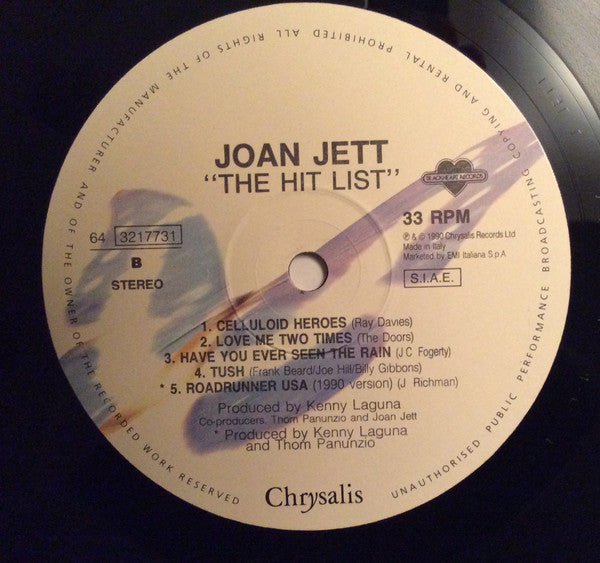 JOAN JETT
"THE HIT LIST"
BLACKHEART RECORDS
64 3217731
B
STEREO
33 RPM
℗ & © 1990 Chrysalis Records Ltd
Made in Italy
Marketed by EMI Italiana S.p.A
S.I.A.E.
1. CELLULOID HEROES (Ray Davies)
2. LOVE ME TWO TIMES (The Doors)
3. HAVE YOU EVER SEEN THE RAIN (J C Fogerty)
4. TUSH (Frank Beard/Joe Hill/Billy Gibbons)
* 5. ROADRUNNER USA (1990 version) (J Richman)
Produced by Kenny Laguna
Co-producers, Thom Panunzio and Joan Jett
* Produced by Kenny Laguna
and Thom Panunzio
Chrysalis
ALL RIGHTS OF THE MANUFACTURER AND OF THE OWNER OF THE RECORDED WORK RESERVED
UNAUTHORISED PUBLIC PERFORMANCE BROADCASTING COPYING AND RENTAL PROHIBITED